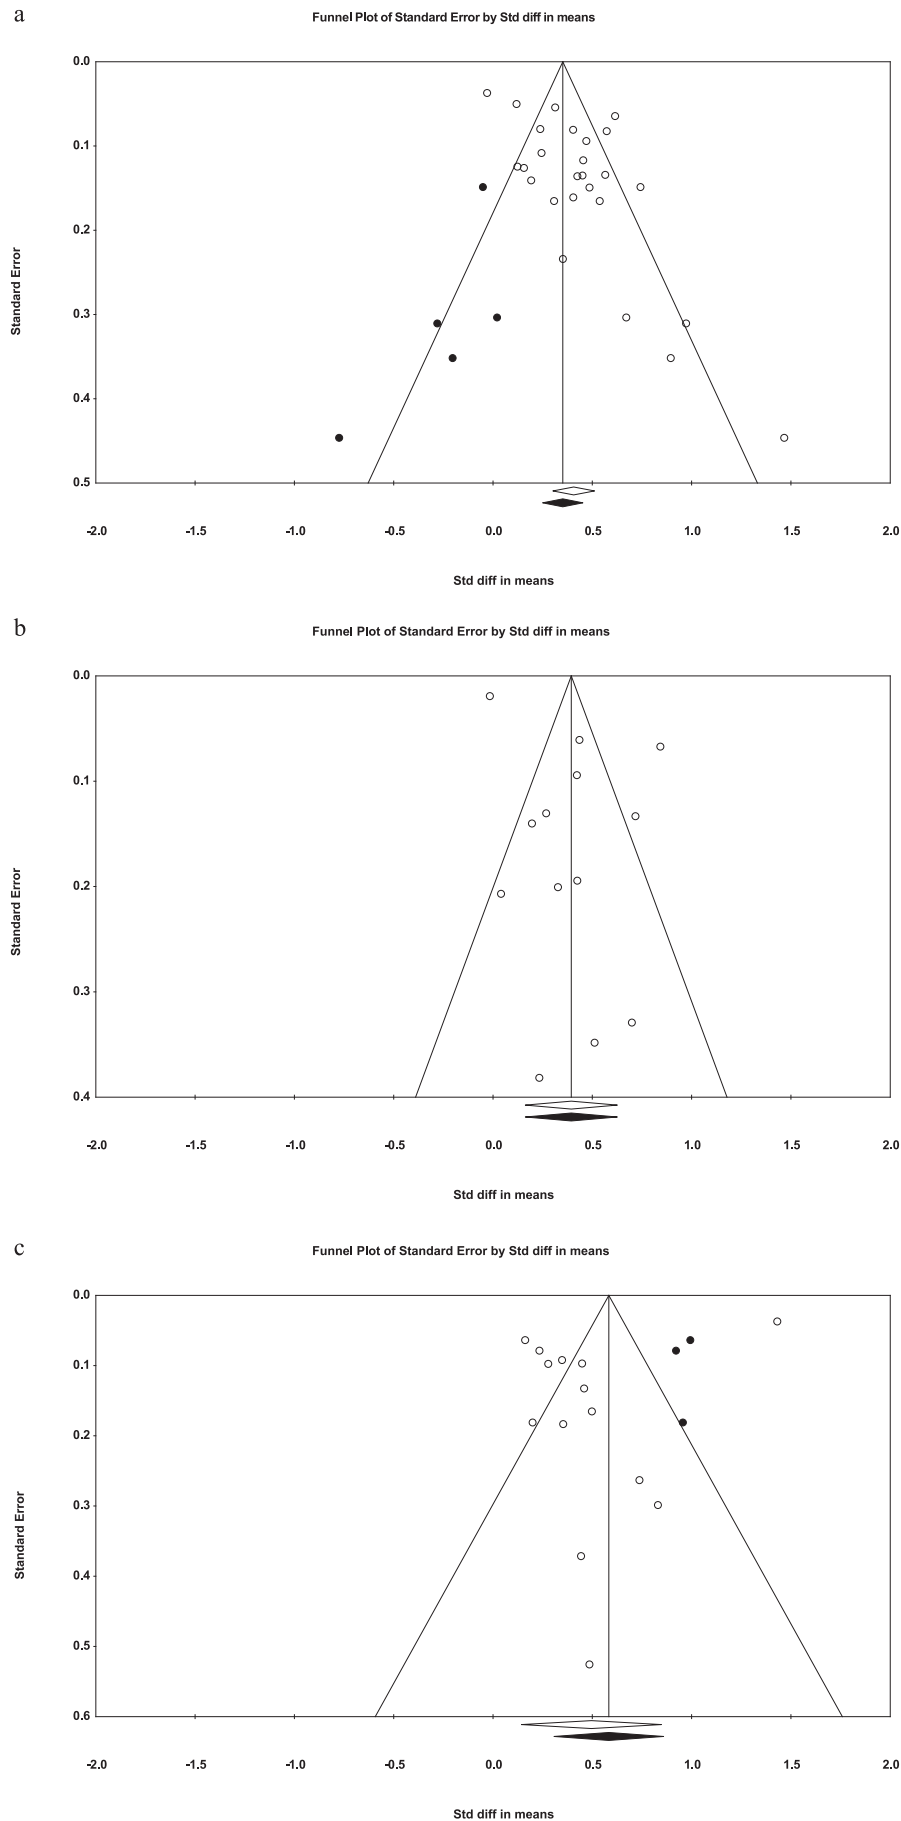 a
Funnel Plot of Standard Error by Std diff in means
0.0
0.1
0.2
0.3
0.4
0.5
Standard Error
-2.0 -1.5 -1.0 -0.5 0.0 0.5 1.0 1.5 2.0
Std diff in means
b
Funnel Plot of Standard Error by Std diff in means
0.0
0.1
0.2
0.3
0.4
Standard Error
-2.0 -1.5 -1.0 -0.5 0.0 0.5 1.0 1.5 2.0
Std diff in means
c
Funnel Plot of Standard Error by Std diff in means
0.0
0.1
0.2
0.3
0.4
0.5
0.6
Standard Error
-2.0 -1.5 -1.0 -0.5 0.0 0.5 1.0 1.5 2.0
Std diff in means